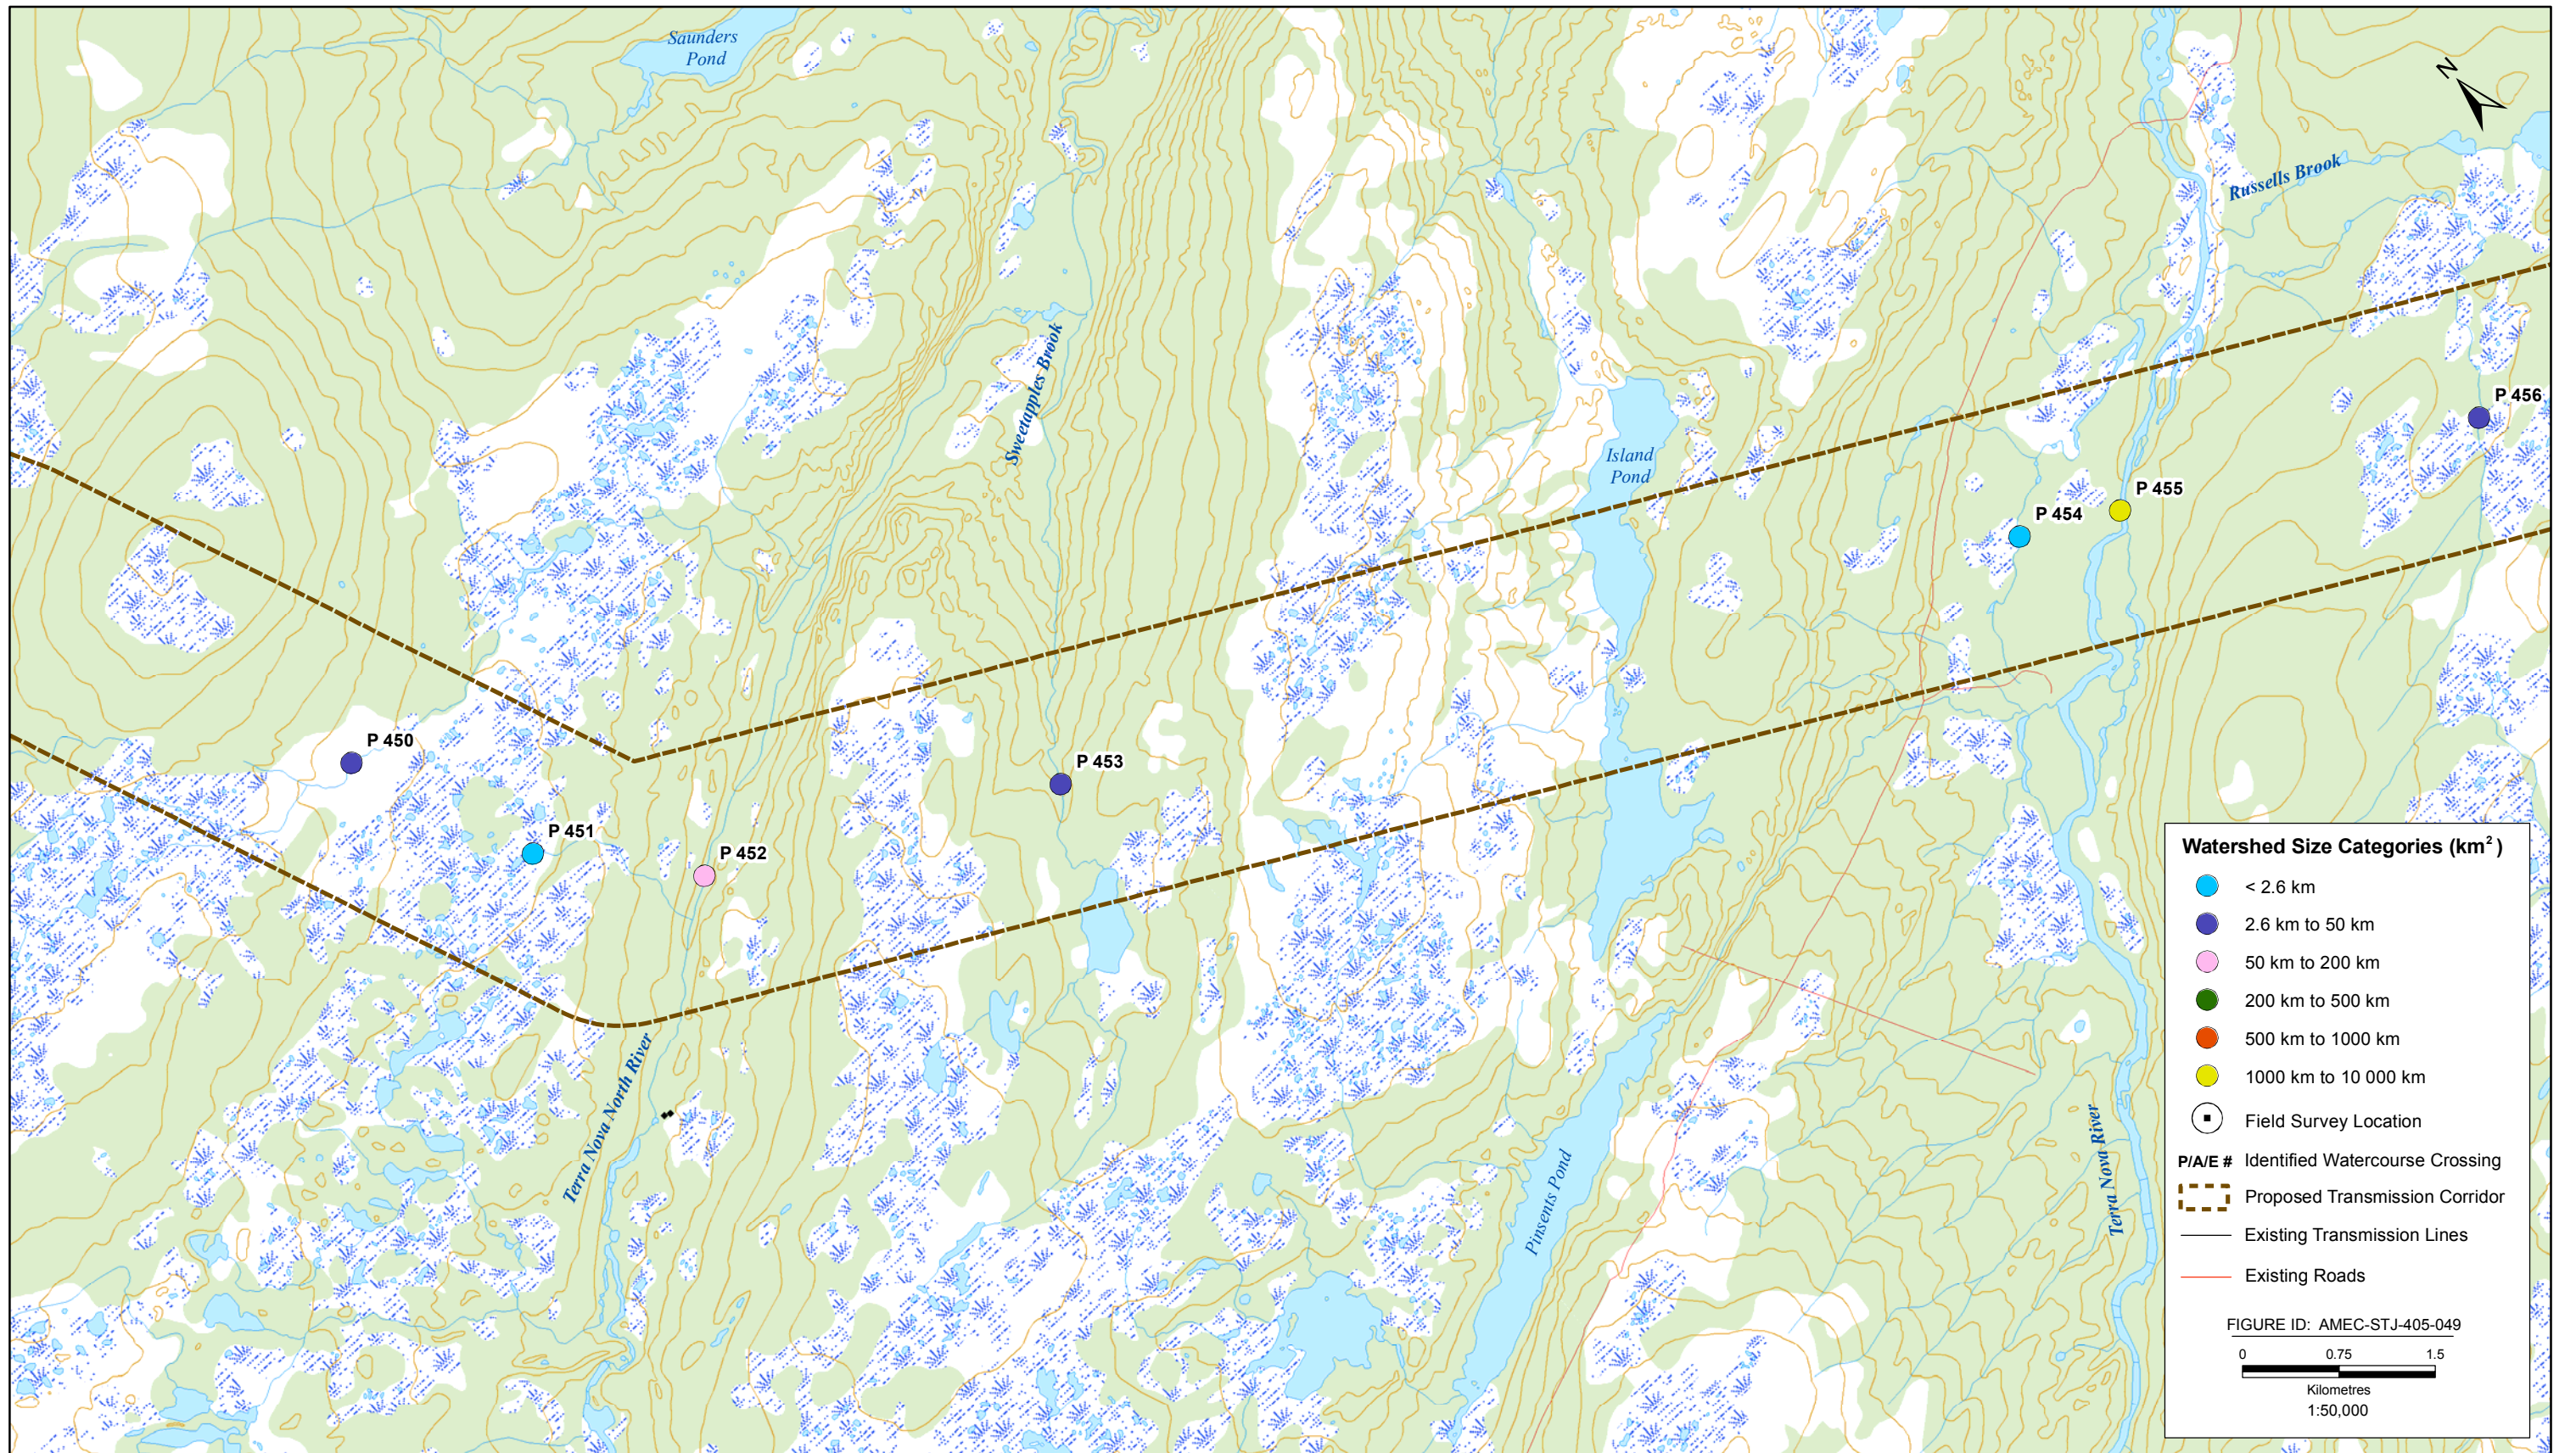 Saunders
Pond
N
Russells Brook
Sweetapples Brook
P 456
Island
Pond
P 455
P 454
P 450
P 453
P 451
P 452
Terra Nova North River
Pinsents Pond
Terra Nova River
Watershed Size Categories (km²)
< 2.6 km
2.6 km to 50 km
50 km to 200 km
200 km to 500 km
500 km to 1000 km
1000 km to 10 000 km
Field Survey Location
P/A/E # Identified Watercourse Crossing
Proposed Transmission Corridor
Existing Transmission Lines
Existing Roads
FIGURE ID: AMEC-STJ-405-049
0 0.75 1.5
Kilometres
1:50,000